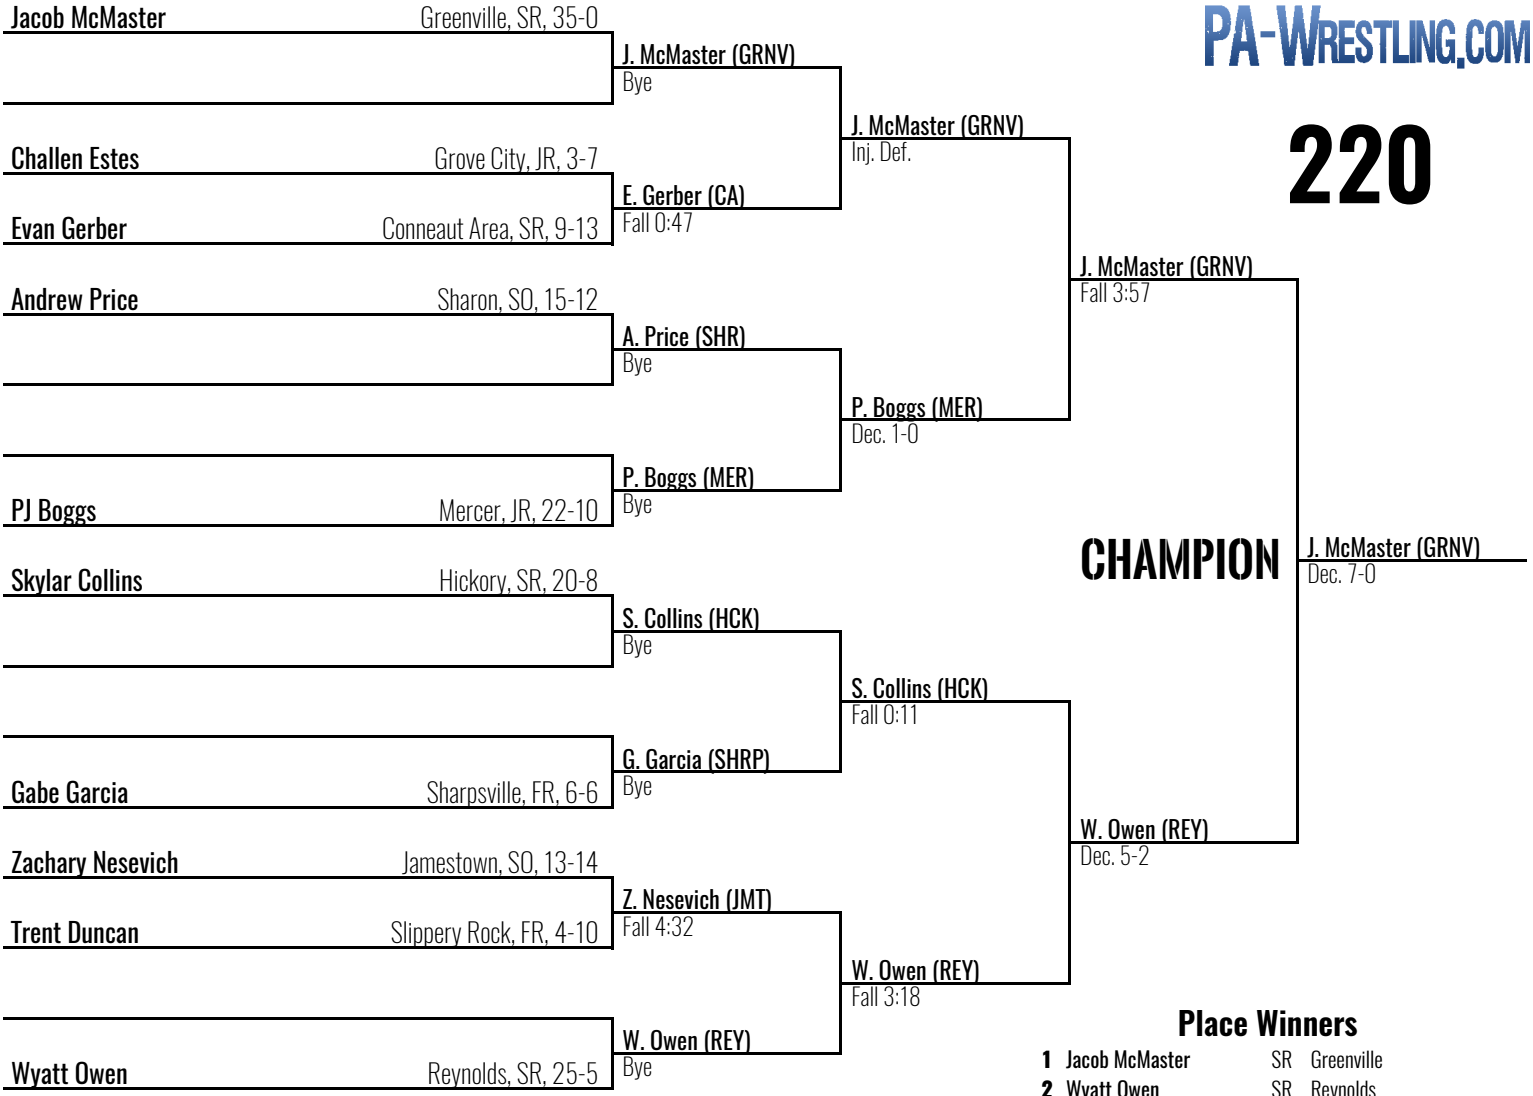 PA-WRESTLING.COM
220
Jacob McMaster Greenville, SR, 35-0
Challen Estes Grove City, JR, 3-7
Evan Gerber Conneaut Area, SR, 9-13
Andrew Price Sharon, SO, 15-12
PJ Boggs Mercer, JR, 22-10
Skylar Collins Hickory, SR, 20-8
Gabe Garcia Sharpsville, FR, 6-6
Zachary Nesevich Jamestown, SO, 13-14
Trent Duncan Slippery Rock, FR, 4-10
Wyatt Owen Reynolds, SR, 25-5
J. McMaster (GRNV)
Bye
E. Gerber (CA)
Fall 0:47
A. Price (SHR)
Bye
P. Boggs (MER)
Bye
S. Collins (HCK)
Bye
G. Garcia (SHRP)
Bye
Z. Nesevich (JMT)
Fall 4:32
W. Owen (REY)
Bye
J. McMaster (GRNV)
Inj. Def.
P. Boggs (MER)
Dec. 1-0
S. Collins (HCK)
Fall 0:11
W. Owen (REY)
Fall 3:18
J. McMaster (GRNV)
Fall 3:57
W. Owen (REY)
Dec. 5-2
CHAMPION
J. McMaster (GRNV)
Dec. 7-0
Place Winners
1 Jacob McMaster SR Greenville
2 Wyatt Owen SR Reynolds